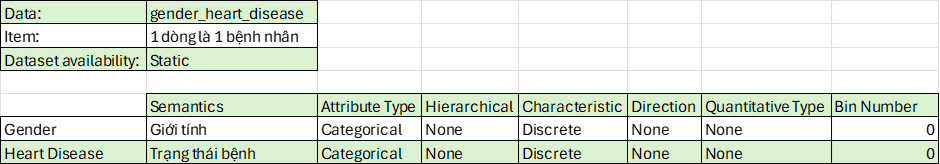 Data: gender_heart_disease
Item: 1 dòng là 1 bệnh nhân
Dataset availability: Static
Semantics Attribute Type Hierarchical Characteristic Direction Quantitative Type Bin Number
Gender Giới tính Categorical None Discrete None None 0
Heart Disease Trạng thái bệnh Categorical None Discrete None None 0